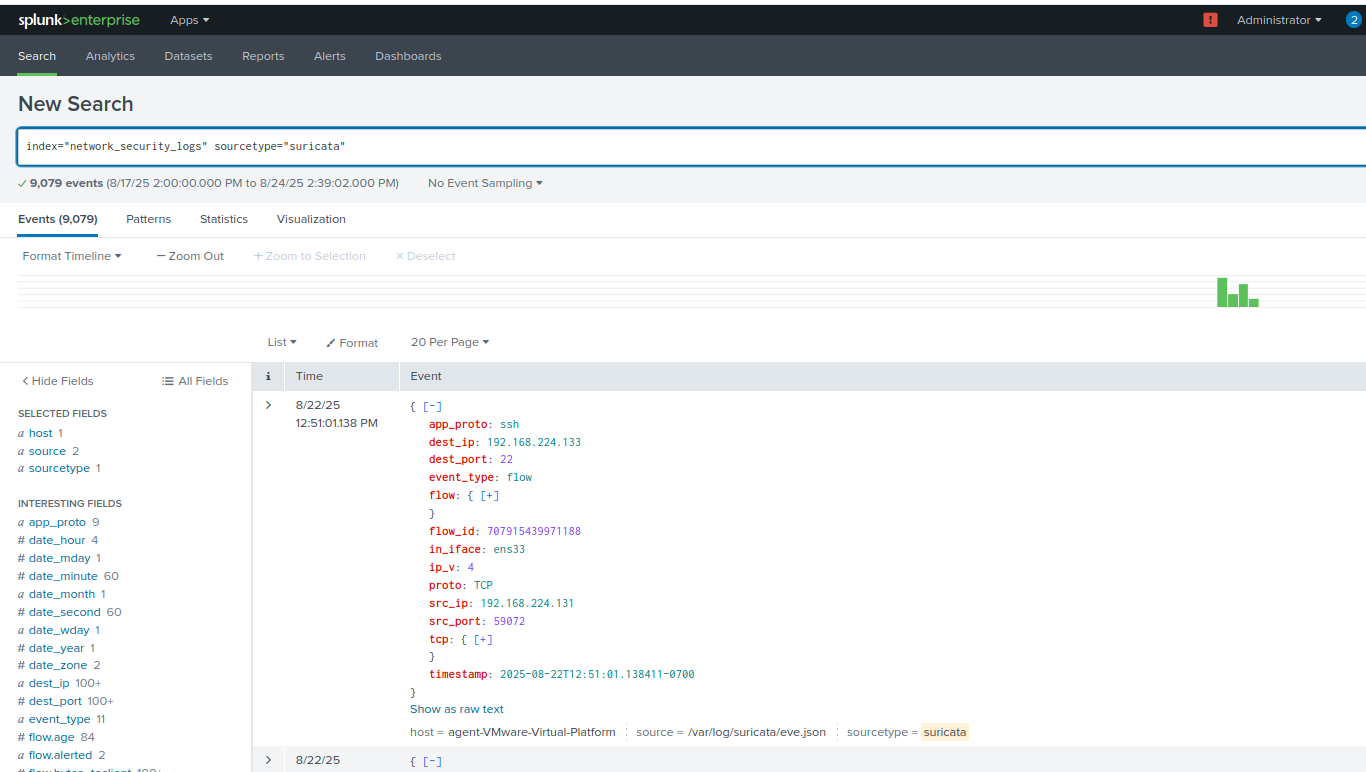 splunk>enterprise Apps ! Administrator 2
Search Analytics Datasets Reports Alerts Dashboards
New Search
index="network_security_logs" sourcetype="suricata"
9,079 events (8/17/25 2:00:00.000 PM to 8/24/25 2:39:02.000 PM) No Event Sampling
Events (9,079) Patterns Statistics Visualization
Format Timeline — Zoom Out + Zoom to Selection × Deselect
List Format 20 Per Page
< Hide Fields All Fields
SELECTED FIELDS
a host 1
a source 2
a sourcetype 1
INTERESTING FIELDS
a app_proto 9
# date_hour 4
# date_mday 1
# date_minute 60
a date_month 1
# date_second 60
a date_wday 1
# date_year 1
# date_zone 2
a dest_ip 100+
# dest_port 100+
a event_type 11
# flow.age 84
a flow.alerted 2
# flow.bytes_toclient 100+
i Time Event
> 8/22/25
12:51:01.138 PM
{ [-]
app_proto: ssh
dest_ip: 192.168.224.133
dest_port: 22
event_type: flow
flow: { [+]
}
flow_id: 707915439971188
in_iface: ens33
ip_v: 4
proto: TCP
src_ip: 192.168.224.131
src_port: 59072
tcp: { [+]
}
timestamp: 2025-08-22T12:51:01.138411-0700
}
Show as raw text
host = agent-VMware-Virtual-Platform source = /var/log/suricata/eve.json sourcetype = suricata
> 8/22/25 { [-]